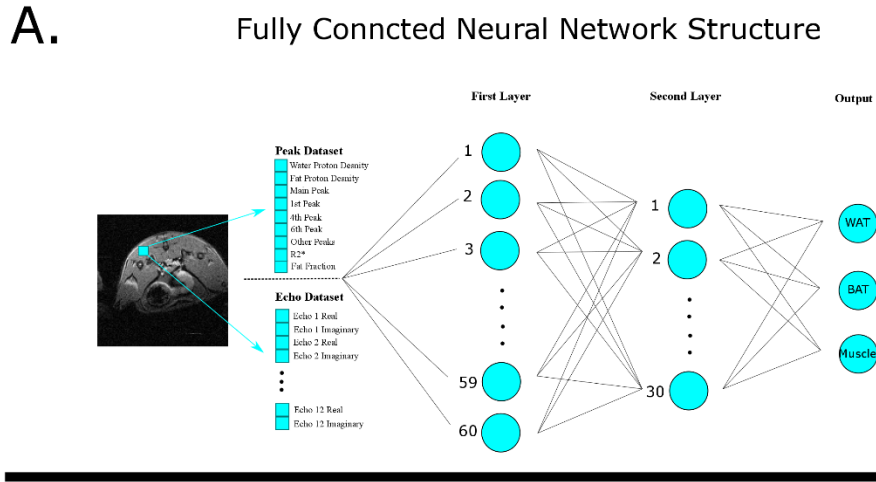 A.
Fully Conncted Neural Network Structure
First Layer
Second Layer
Output
Peak Dataset
Water Proton Desnity
Fat Proton Desnity
Main Peak
1st Peak
4th Peak
6th Peak
Other Peaks
R2*
Fat Fraction
Echo Dataset
Echo 1 Real
Echo 1 Imaginary
Echo 2 Real
Echo 2 Imaginary
Echo 12 Real
Echo 12 Imaginary
1
2
3
59
60
1
2
30
WAT
BAT
Muscle